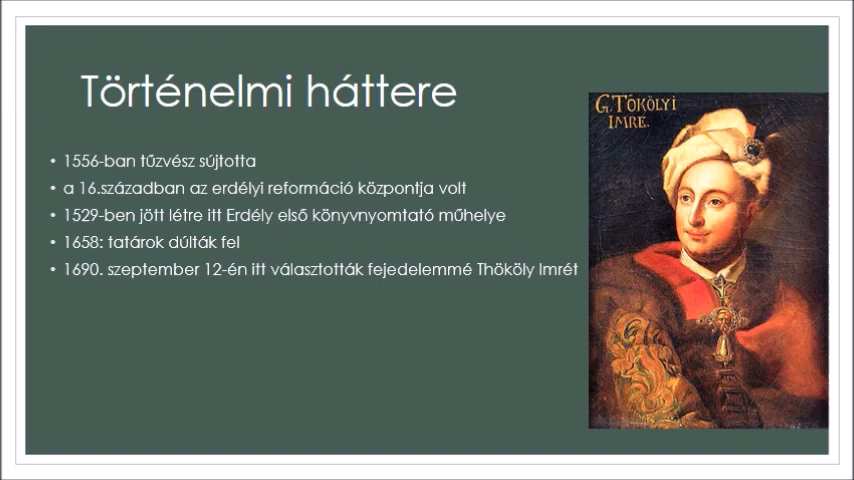 Történelmi háttere
• 1556-ban tűzvész sújtotta
• a 16.században az erdélyi reformáció központja volt
• 1529-ben jött létre itt Erdély első könyvnyomtató műhelye
• 1658: tatárok dúlták fel
• 1690. szeptember 12-én itt választották fejedelemmé Thököly Imrét
G.TÖKÖLYI
IMRE.